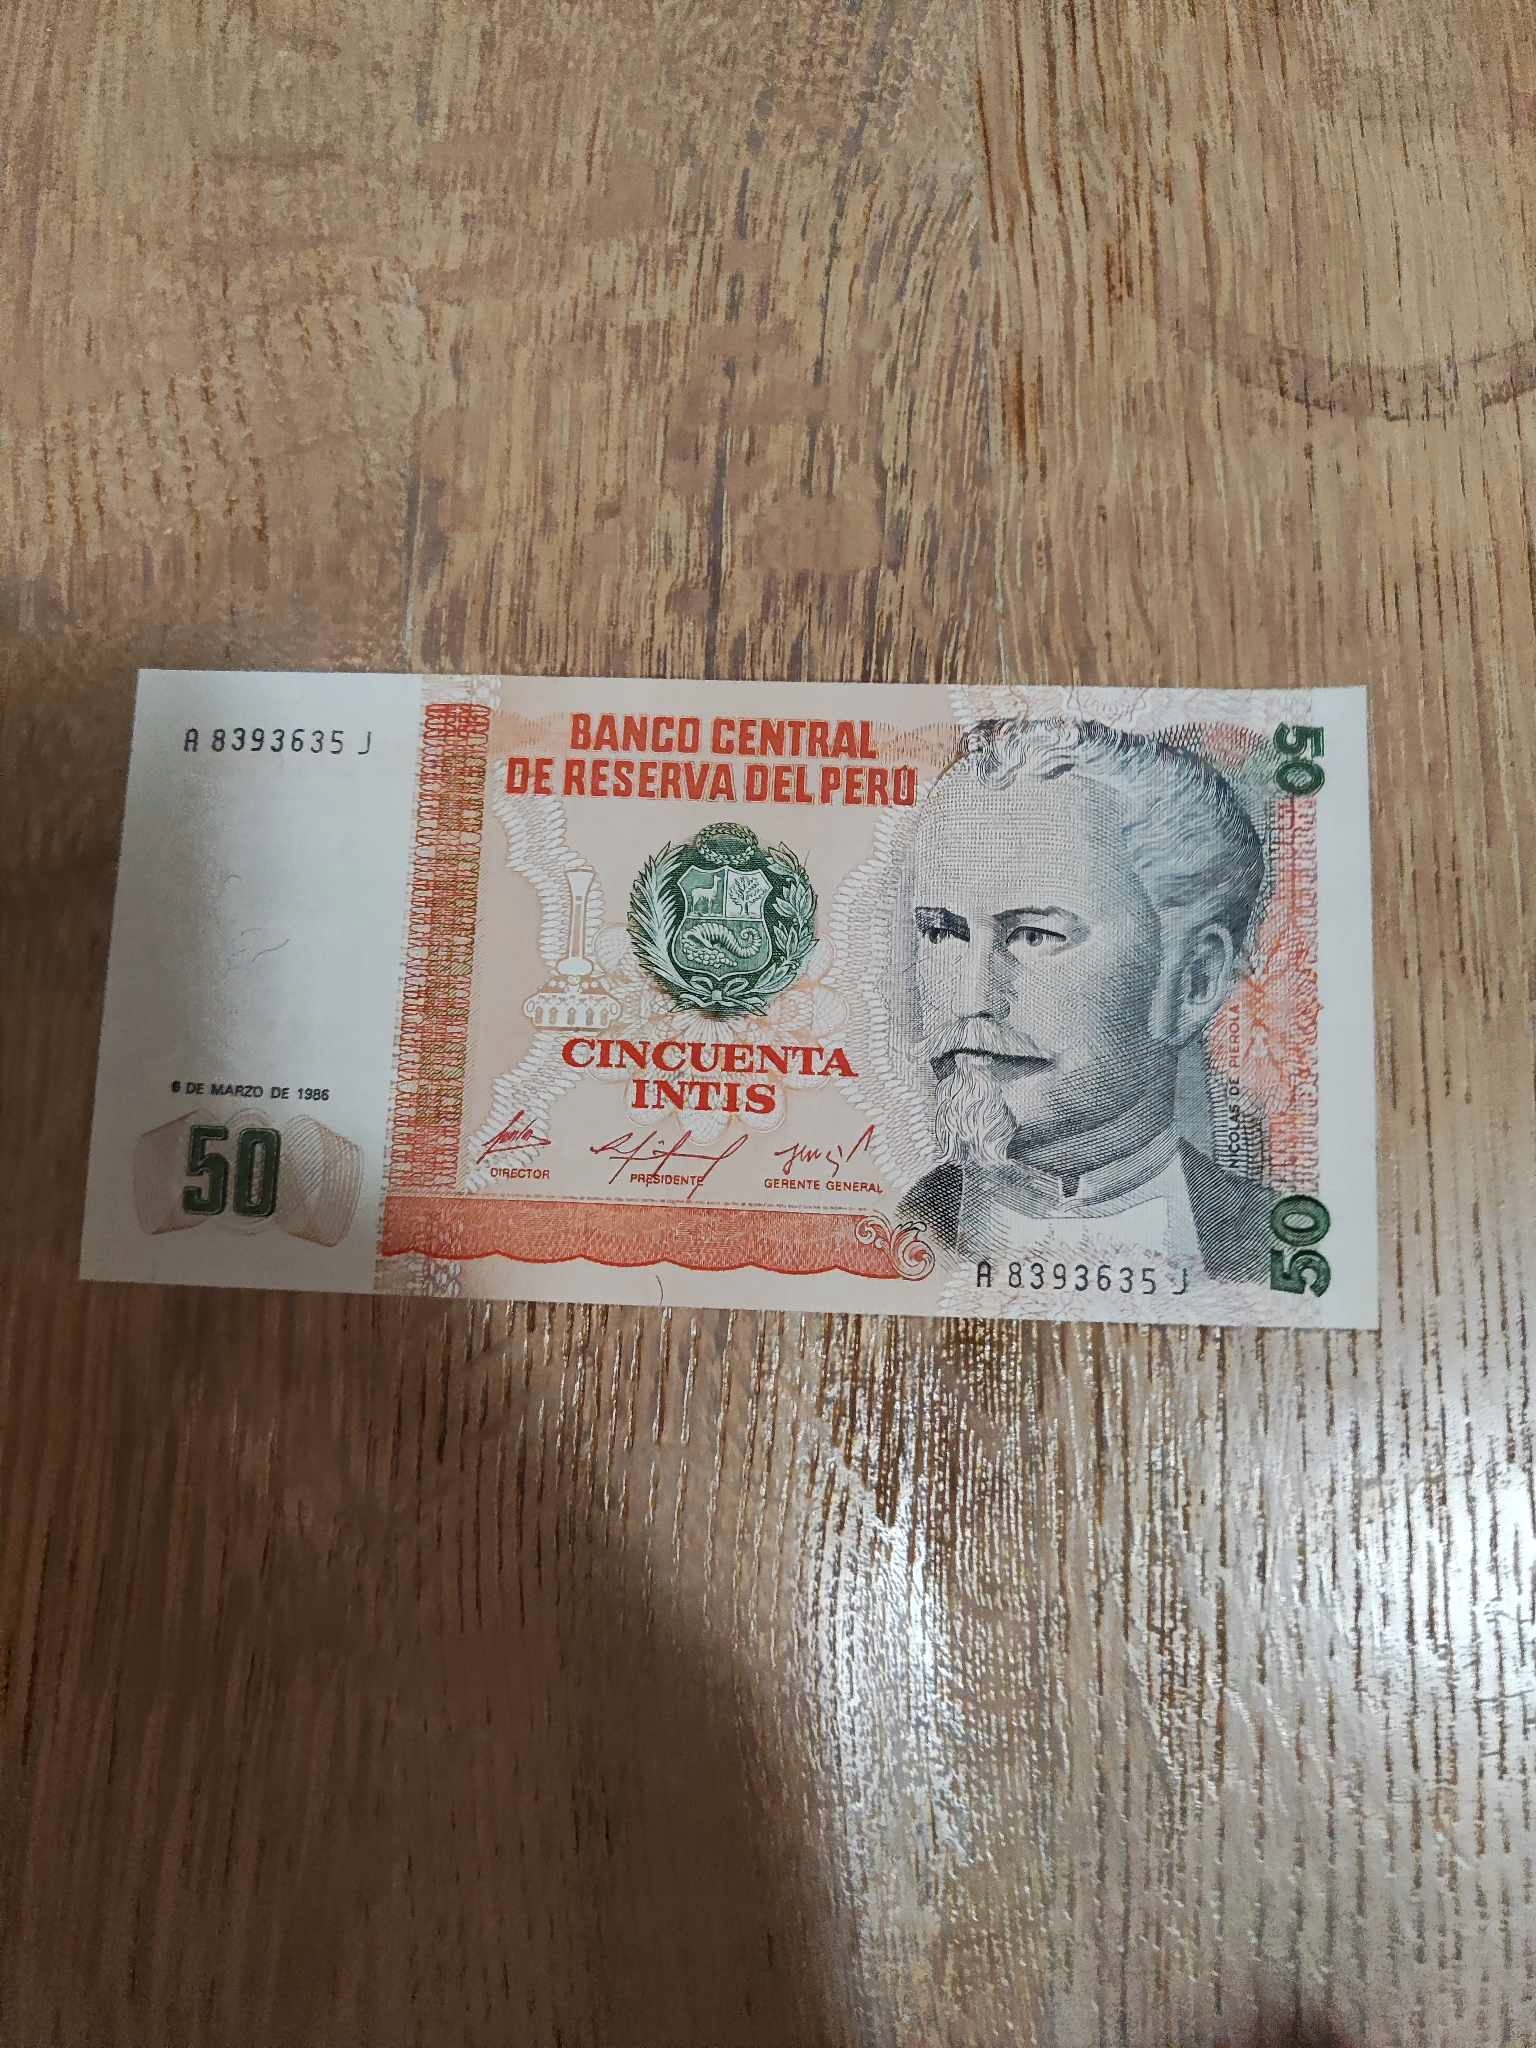 A 8393635 J
BANCO CENTRAL
DE RESERVA DEL PERÚ
50
CINCUENTA
INTIS
6 DE MARZO DE 1986
50
DIRECTOR
PRESIDENTE
GERENTE GENERAL
NICOLAS DE PIEROLA
A 8393635 J
50